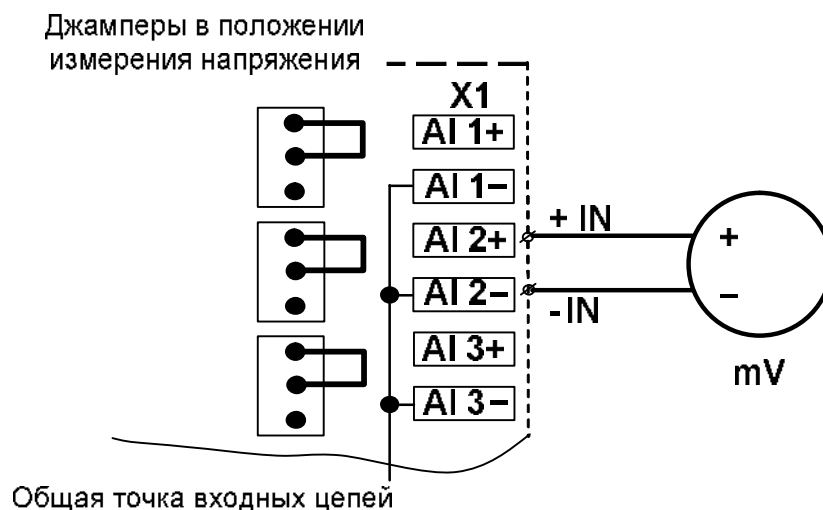 Джамперы в положении
измерения напряжения
X1
AI 1+
AI 1−
AI 2+
+ IN
+
AI 2−
- IN
−
AI 3+
mV
AI 3−
Общая точка входных цепей